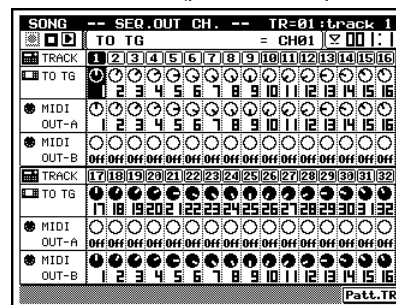 SONG -- SEQ.OUT CH. -- TR=01:track 1
TO TG = CH01
TRACK 1 2 3 4 5 6 7 8 9 10 11 12 13 14 15 16
TO TG 1 2 3 4 5 6 7 8 9 10 11 12 13 14 15 16
MIDI OUT-A 1 2 3 4 5 6 7 8 9 10 11 12 13 14 15 16
MIDI OUT-B Off Off Off Off Off Off Off Off Off Off Off Off Off Off Off Off
TRACK 17 18 19 20 21 22 23 24 25 26 27 28 29 30 31 32
TO TG 17 18 19 20 21 22 23 24 25 26 27 28 29 30 31 32
MIDI OUT-A Off Off Off Off Off Off Off Off Off Off Off Off Off Off Off Off
MIDI OUT-B 1 2 3 4 5 6 7 8 9 10 11 12 13 14 15 16
Patt.TR